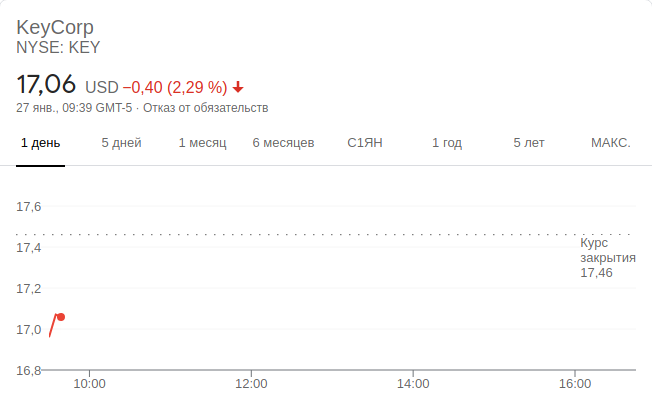 KeyCorp
NYSE: KEY
17,06 USD −0,40 (2,29 %)
27 янв., 09:39 GMT-5 · Отказ от обязательств
1 день 5 дней 1 месяц 6 месяцев С1ЯН 1 год 5 лет МАКС.
17,6
17,4
17,2
17,0
16,8
Курс
закрытия
17,46
10:00 12:00 14:00 16:00